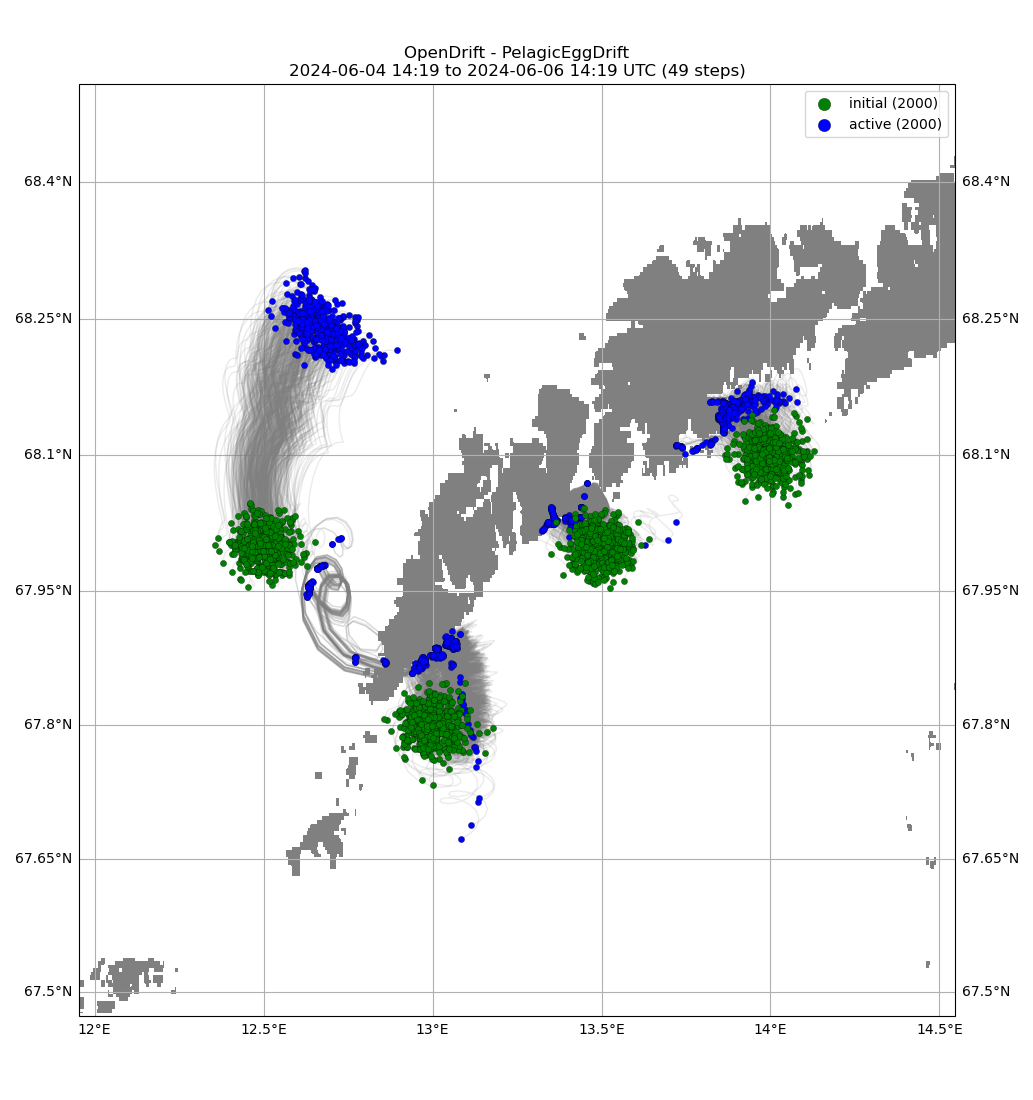 OpenDrift - PelagicEggDrift
2024-06-04 14:19 to 2024-06-06 14:19 UTC (49 steps)
initial (2000)
active (2000)
68.4°N
68.4°N
68.25°N
68.25°N
68.1°N
68.1°N
67.95°N
67.95°N
67.8°N
67.8°N
67.65°N
67.65°N
67.5°N
67.5°N
12°E
12.5°E
13°E
13.5°E
14°E
14.5°E